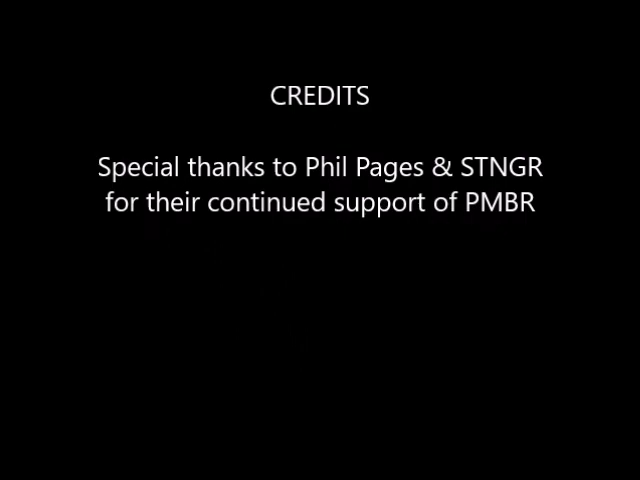 CREDITS
Special thanks to Phil Pages & STNGR
for their continued support of PMBR